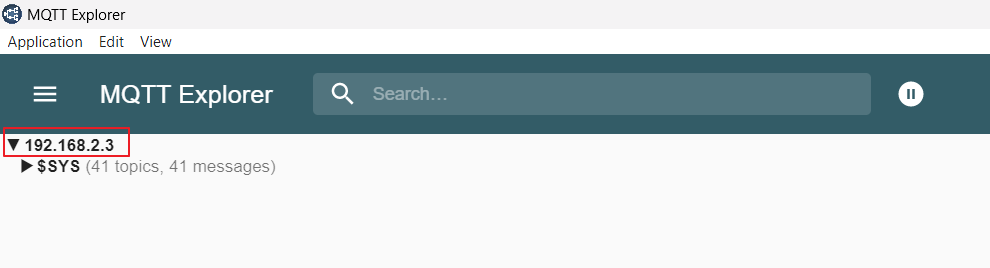 MQTT Explorer
Application Edit View
MQTT Explorer Search...
▼ 192.168.2.3
▶ $SYS (41 topics, 41 messages)